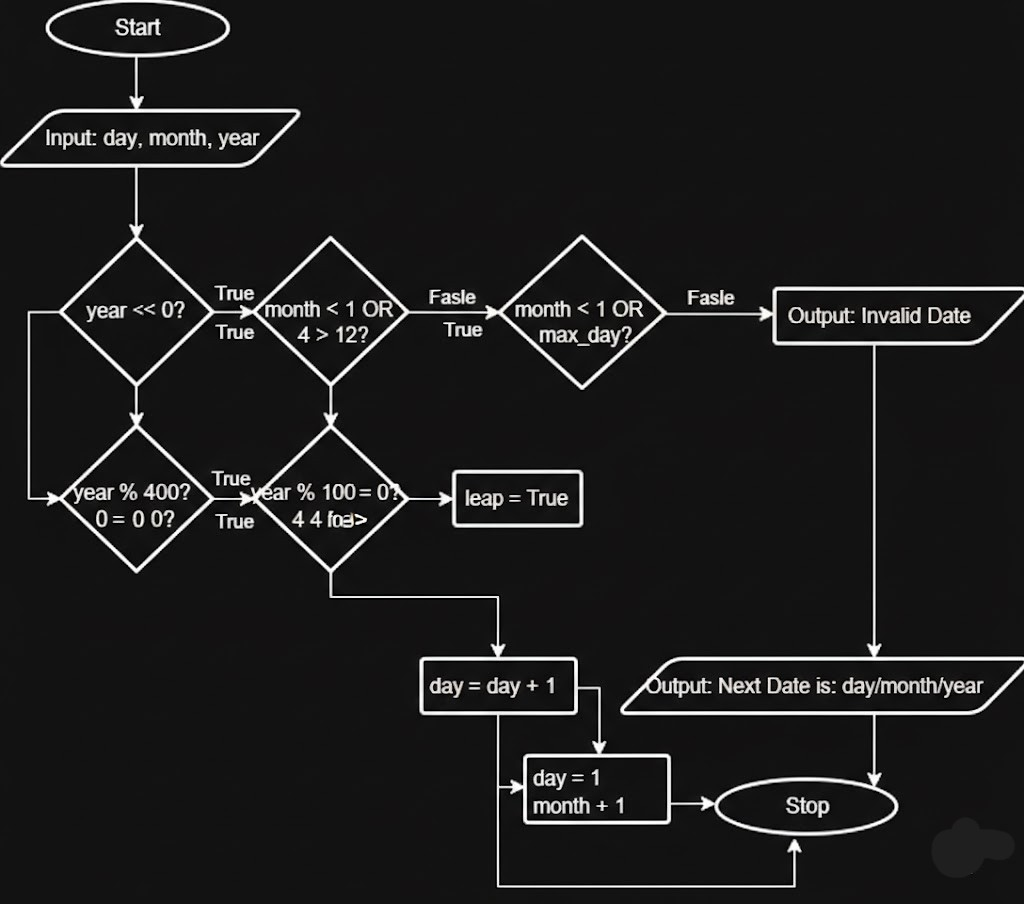 Start
Input: day, month, year
year << 0?
True
True
month < 1 OR
4 > 12?
Fasle
True
month < 1 OR
max_day?
Fasle
Output: Invalid Date
year % 400?
0 = 0 0?
True
True
year % 100 = 0?
4 4
leap = True
day = day + 1
Output: Next Date is: day/month/year
day = 1
month + 1
Stop